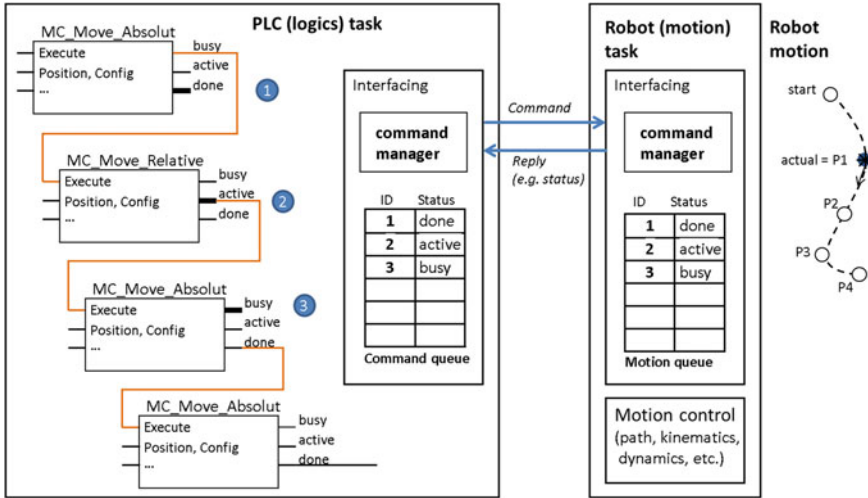 PLC (logics) task
MC_Move_Absolut
Execute
Position, Config
...
busy
active
done
1
MC_Move_Relative
Execute
Position, Config
...
busy
active
done
2
MC_Move_Absolut
Execute
Position, Config
...
busy
active
done
3
MC_Move_Absolut
Execute
Position, Config
...
busy
active
done
Interfacing
command
manager
ID Status
1 done
2 active
3 busy
Command queue
Command
Reply
(e.g. status)
Robot (motion)
task
Interfacing
command
manager
ID Status
1 done
2 active
3 busy
Motion queue
Motion control
(path, kinematics,
dynamics, etc.)
Robot
motion
start
actual = P1
P2
P3
P4